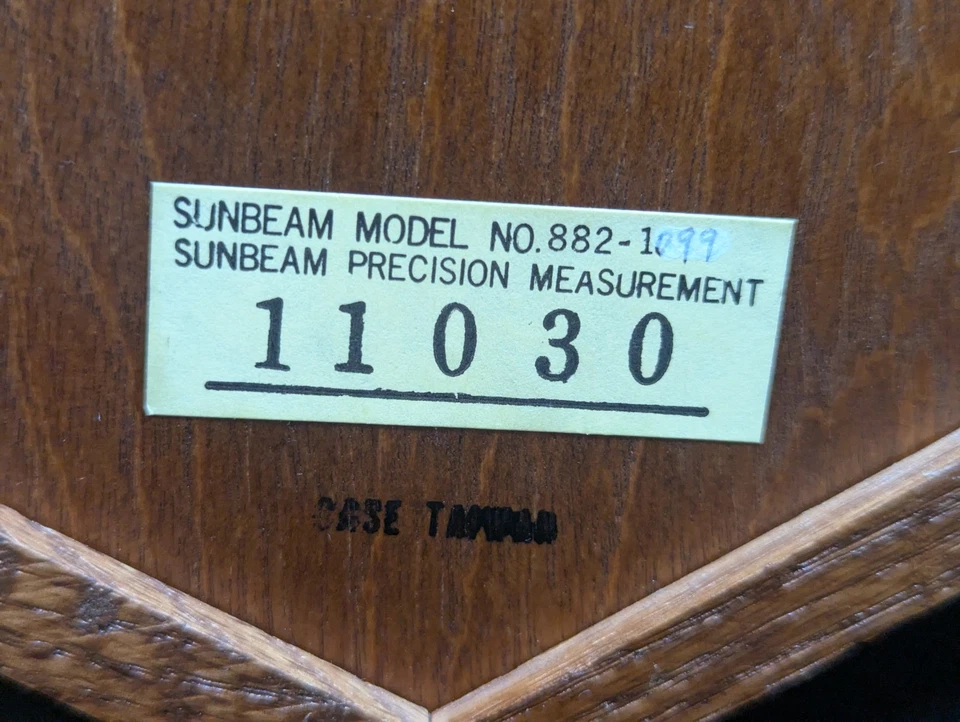 SUNBEAM MODEL NO. 882-1099
SUNBEAM PRECISION MEASUREMENT
11030
CASE TAIWAN